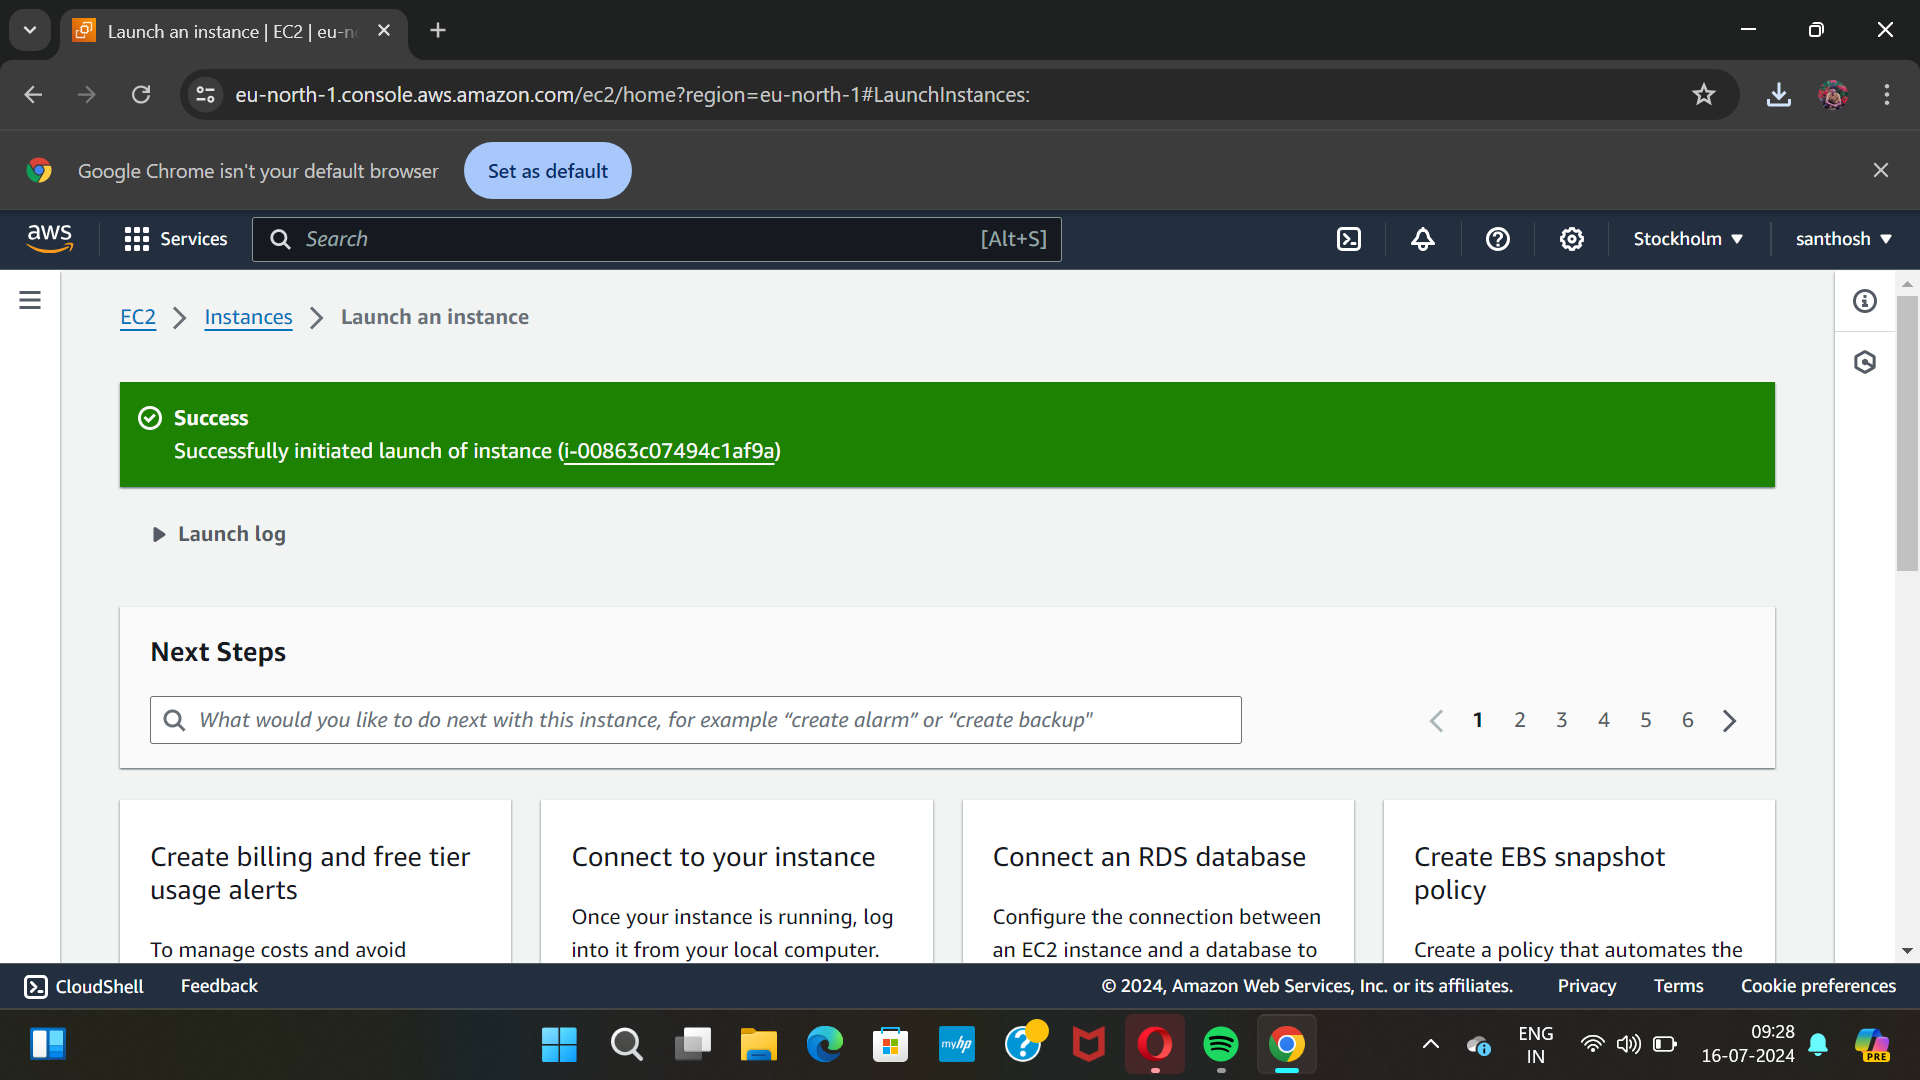 Launch an instance | EC2 | eu-n
eu-north-1.console.aws.amazon.com/ec2/home?region=eu-north-1#LaunchInstances:
Google Chrome isn't your default browser
Set as default
aws
Services
Search
[Alt+S]
Stockholm
santhosh
EC2
Instances
Launch an instance
Success
Successfully initiated launch of instance (i-00863c07494c1af9a)
Launch log
Next Steps
What would you like to do next with this instance, for example “create alarm” or “create backup"
1 2 3 4 5 6
Create billing and free tier
usage alerts
To manage costs and avoid
Connect to your instance
Once your instance is running, log
into it from your local computer.
Connect an RDS database
Configure the connection between
an EC2 instance and a database to
Create EBS snapshot
policy
Create a policy that automates the
CloudShell
Feedback
© 2024, Amazon Web Services, Inc. or its affiliates.
Privacy
Terms
Cookie preferences
myhp
ENG
IN
09:28
16-07-2024
PRE